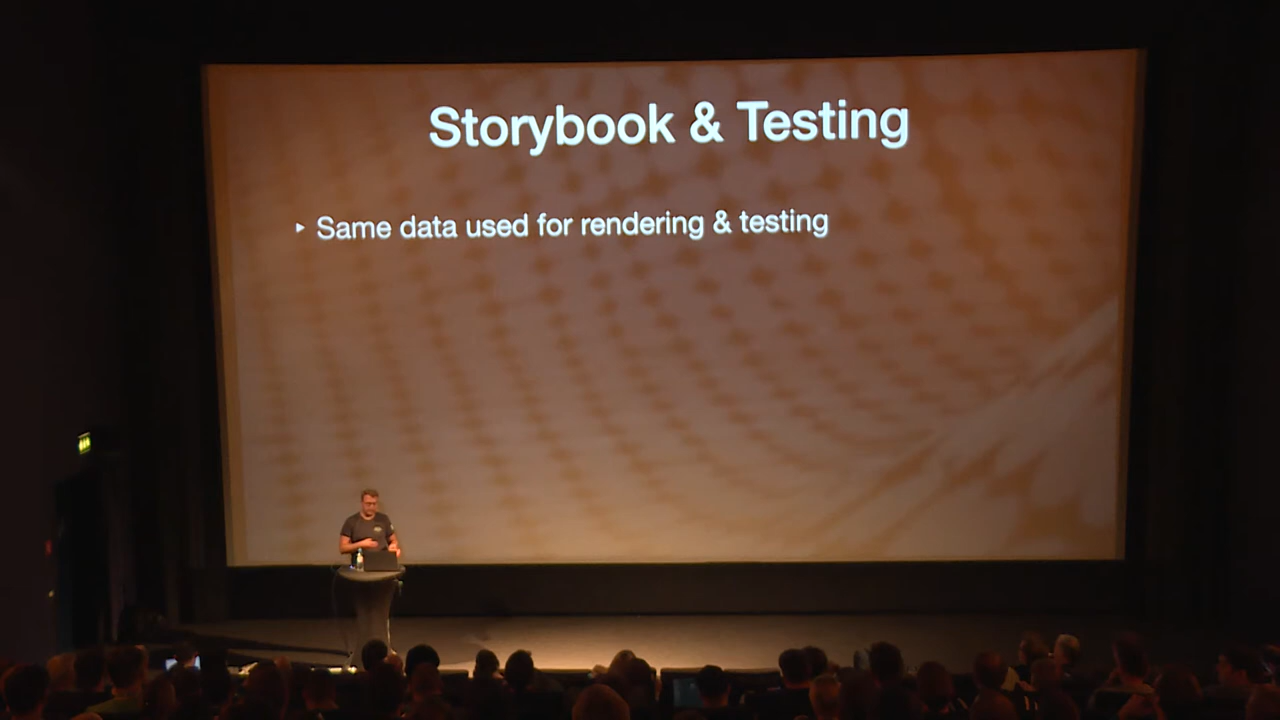 Storybook & Testing
▸ Same data used for rendering & testing